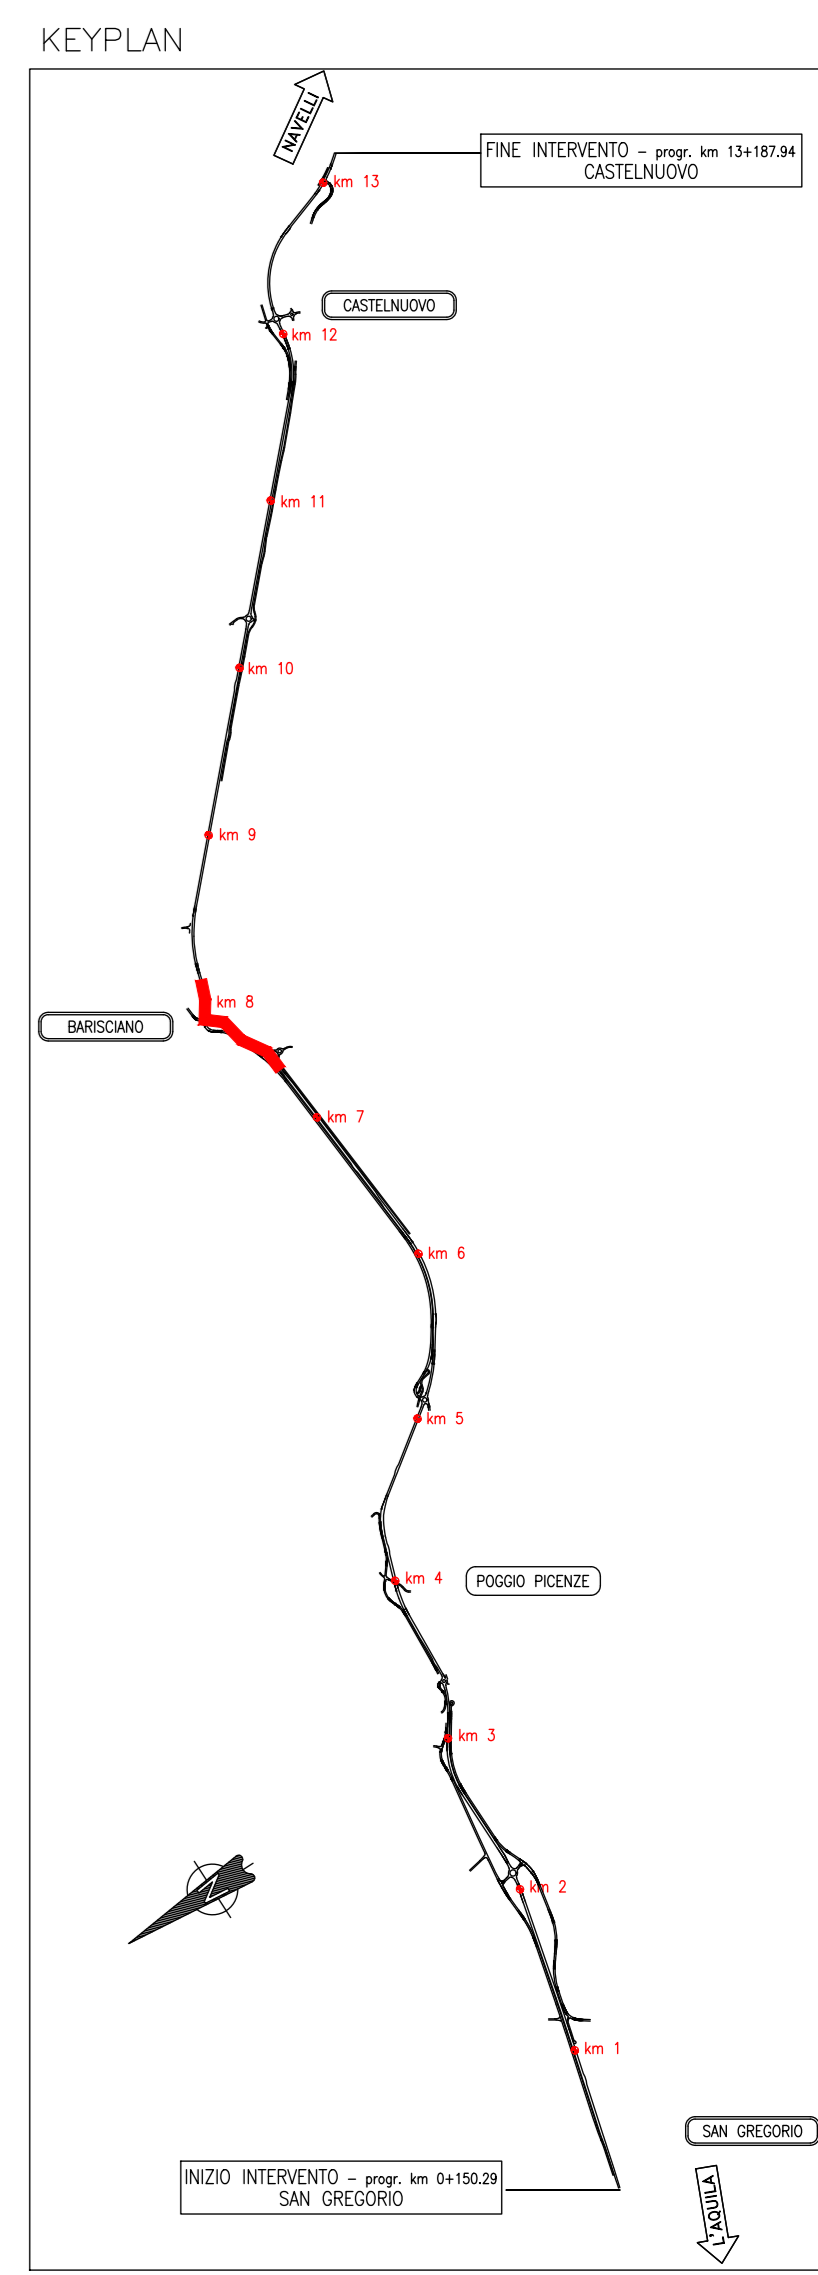 KEYPLAN
NAVELLI
FINE INTERVENTO – progr. km 13+187.94
CASTELNUOVO
km 13
CASTELNUOVO
km 12
km 11
km 10
km 9
km 8
BARISCIANO
km 7
km 6
km 5
km 4
POGGIO PICENZE
km 3
km 2
N
km 1
SAN GREGORIO
INIZIO INTERVENTO – progr. km 0+150.29
SAN GREGORIO
L'AQUILA